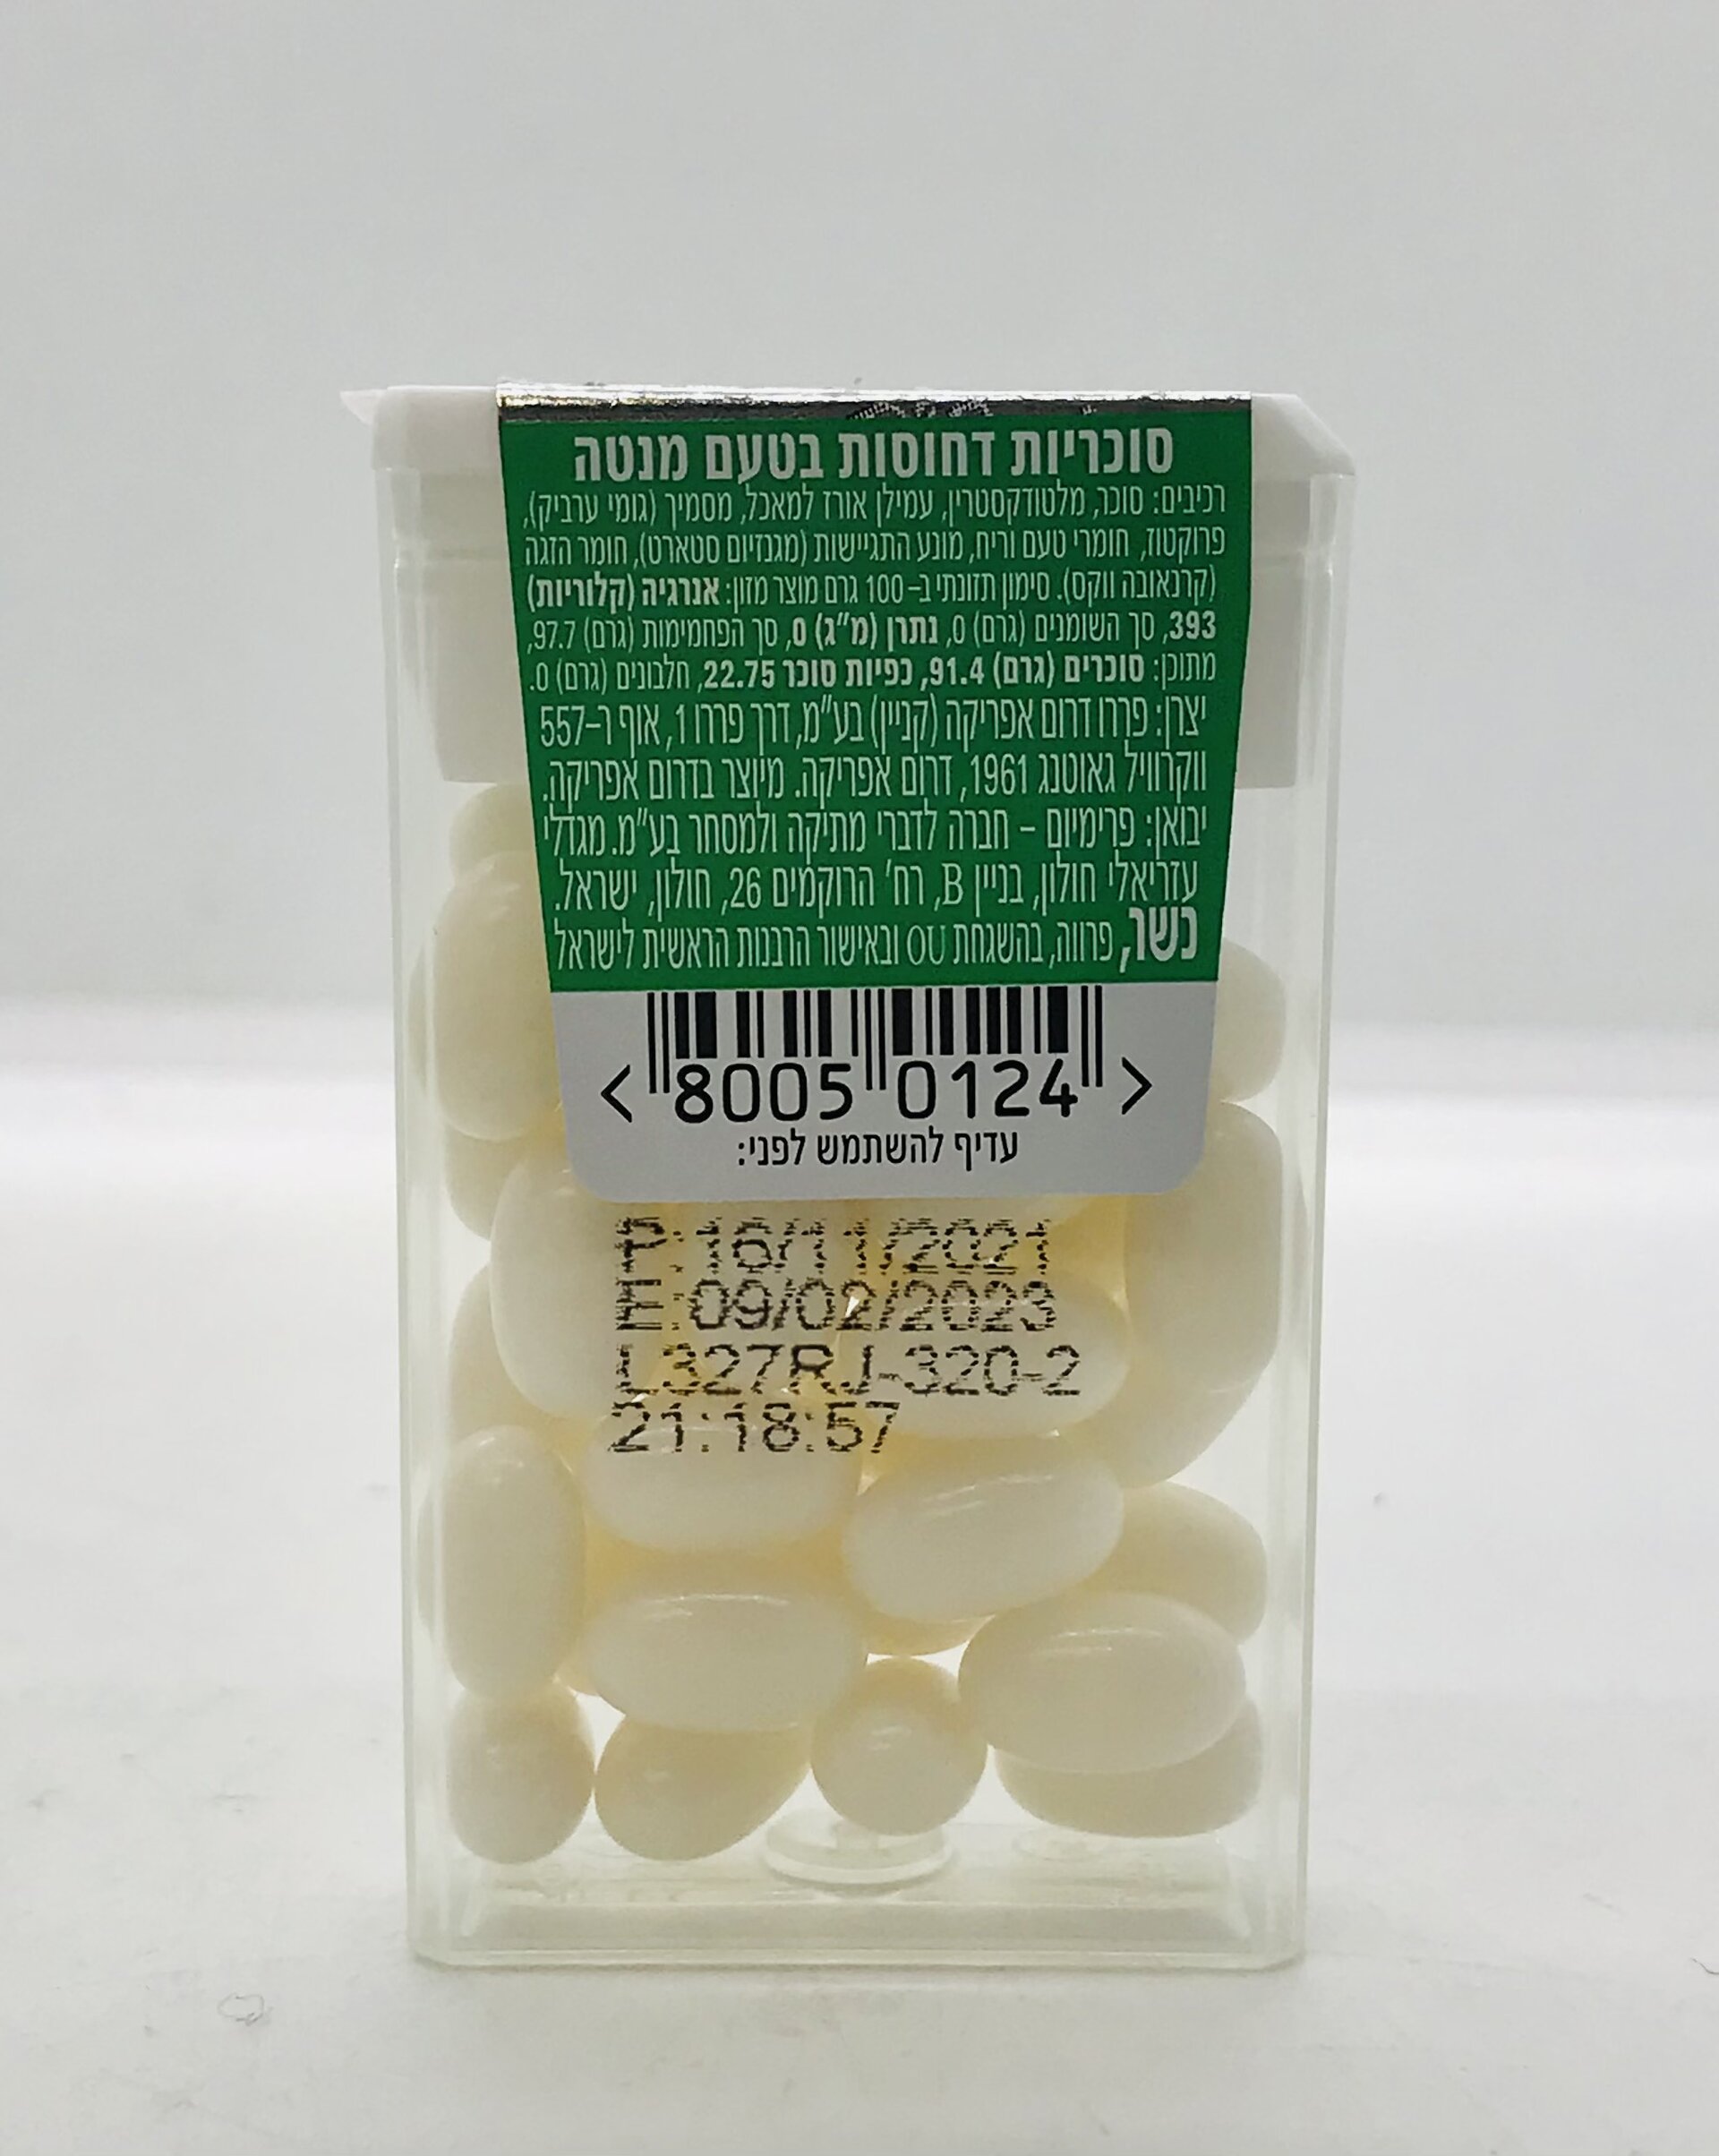 סוכריות דחוסות בטעם מנטה
רכיבים: סוכר, מלטודקסטרין, עמילן אורז למאכל, מסמיך (גומי ערביק),
פרוקטוז, חומרי טעם וריח, מונע התגיישות (מגנזיום סטארט), חומר הזגה
(קרנאובה ווקס). סימון תזונתי ב- 100 גרם מוצר מזון: אנרגיה (קלוריות)
393, סך השומנים (גרם) 0, נתרן (מ"ג) 0, סך הפחמימות (גרם) 97.7,
מתוכן: סוכרים (גרם) 91.4, כפיות סוכר 22.75, חלבונים (גרם) 0.
יצרן: פררו דרום אפריקה (קניין) בע"מ, דרך פררו 1, אוף ר-557
ווקרוויל גאוטנג 1961, דרום אפריקה. מיוצר בדרום אפריקה.
יבואן: פרימיום - חברה לדברי מתיקה ולמסחר בע"מ. מגדלי
עזריאלי חולון, בניין B, רח' הרוקמים 26, חולון, ישראל.
כשר, פרווה, בהשגחת OU ובאישור הרבנות הראשית לישראל
< 8005 0124 >
עדיף להשתמש לפני:
P: 16/11/2021
E: 09/02/2023
L327RJ-320-2
21:18:57